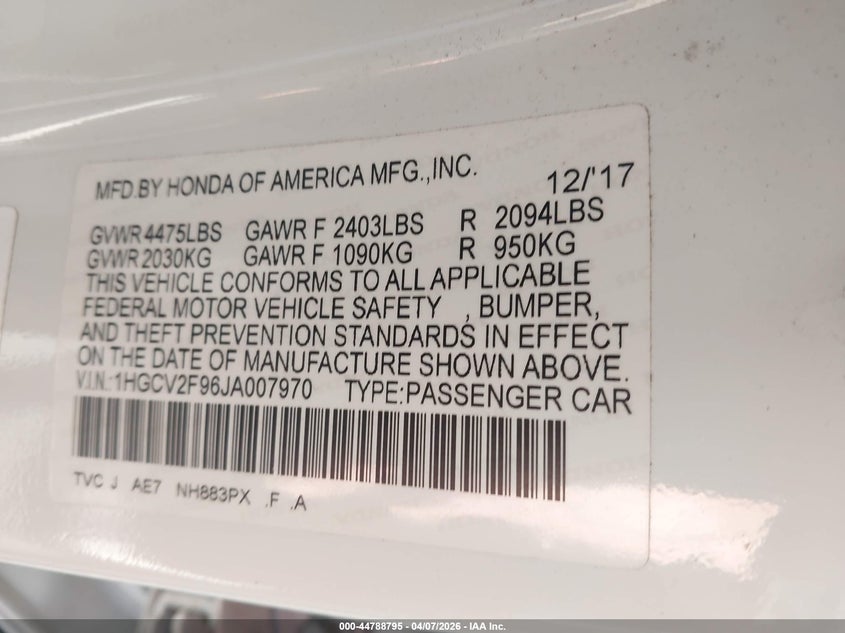 MFD.BY HONDA OF AMERICA MFG.,INC. 12/'17
GVWR 4475LBS GAWR F 2403LBS R 2094LBS
GVWR 2030KG GAWR F 1090KG R 950KG
THIS VEHICLE CONFORMS TO ALL APPLICABLE
FEDERAL MOTOR VEHICLE SAFETY , BUMPER,
AND THEFT PREVENTION STANDARDS IN EFFECT
ON THE DATE OF MANUFACTURE SHOWN ABOVE.
V.I.N.:1HGCV2F96JA007970 TYPE:PASSENGER CAR
TVC J AE7 NH883PX .F .A
000-44788795 - 04/07/2026 - IAA Inc.